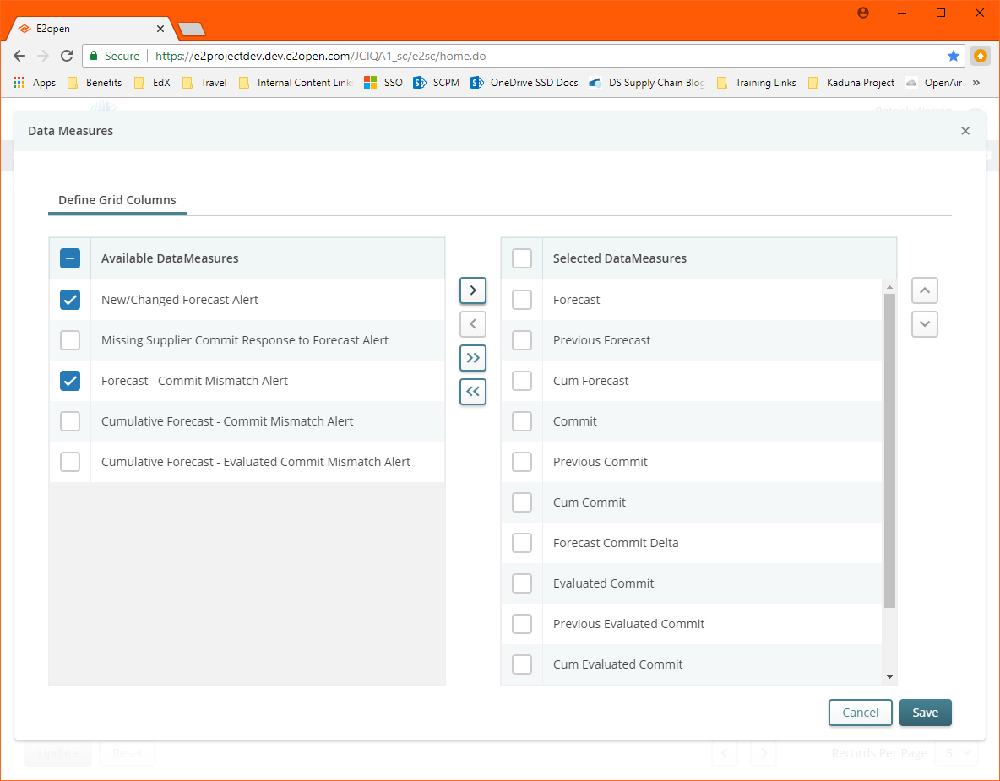 E2open
Secure https://e2projectdev.dev.e2open.com/JCIQA1_sc/e2sc/home.do
Apps Benefits EdX Travel Internal Content Link SSO SCPM OneDrive SSD Docs DS Supply Chain Blog Training Links Kaduna Project OpenAir »
Data Measures
Define Grid Columns
Available DataMeasures
New/Changed Forecast Alert
Missing Supplier Commit Response to Forecast Alert
Forecast - Commit Mismatch Alert
Cumulative Forecast - Commit Mismatch Alert
Cumulative Forecast - Evaluated Commit Mismatch Alert
Selected DataMeasures
Forecast
Previous Forecast
Cum Forecast
Commit
Previous Commit
Cum Commit
Forecast Commit Delta
Evaluated Commit
Previous Evaluated Commit
Cum Evaluated Commit
Cancel Save
Update Reset Records Per Page 5